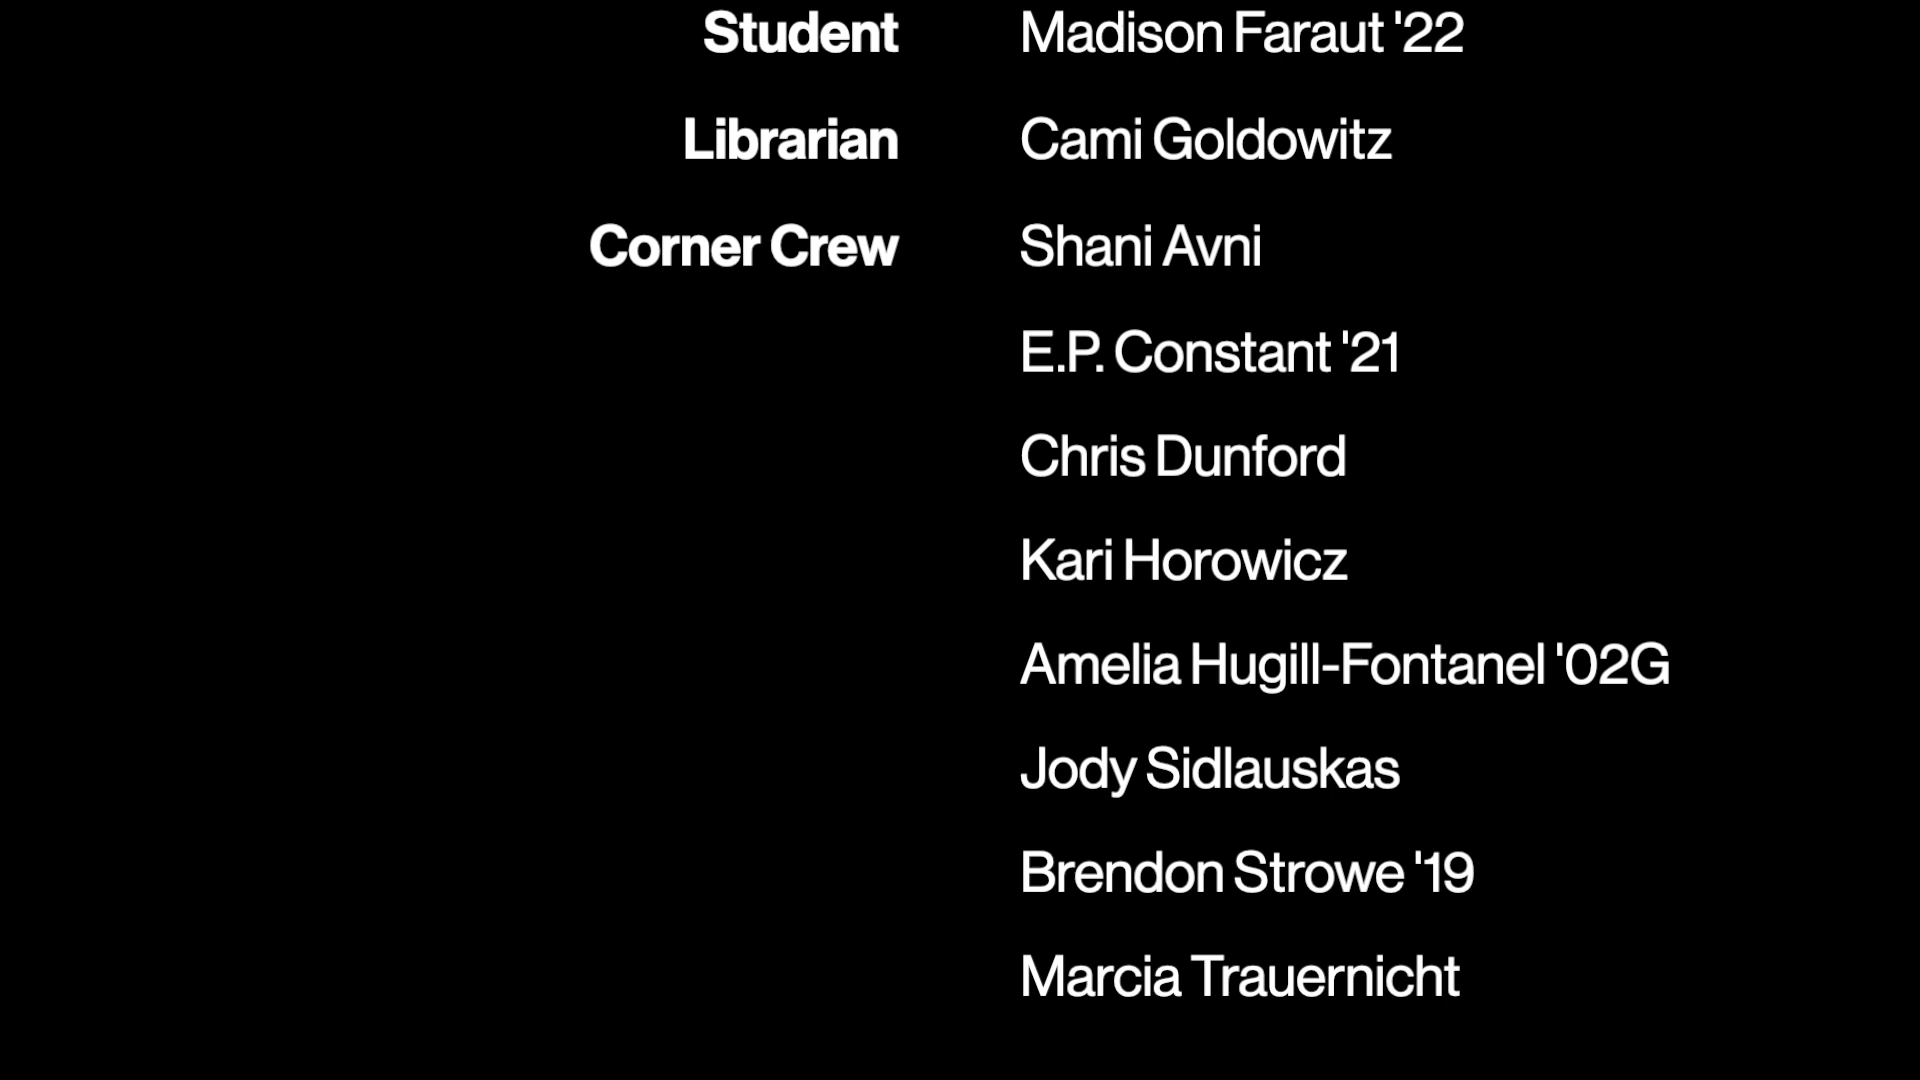 Student Madison Faraut '22
Librarian Cami Goldowitz
Corner Crew Shani Avni
E.P. Constant '21
Chris Dunford
Kari Horowicz
Amelia Hugill-Fontanel '02G
Jody Sidlauskas
Brendon Strowe '19
Marcia Trauernicht